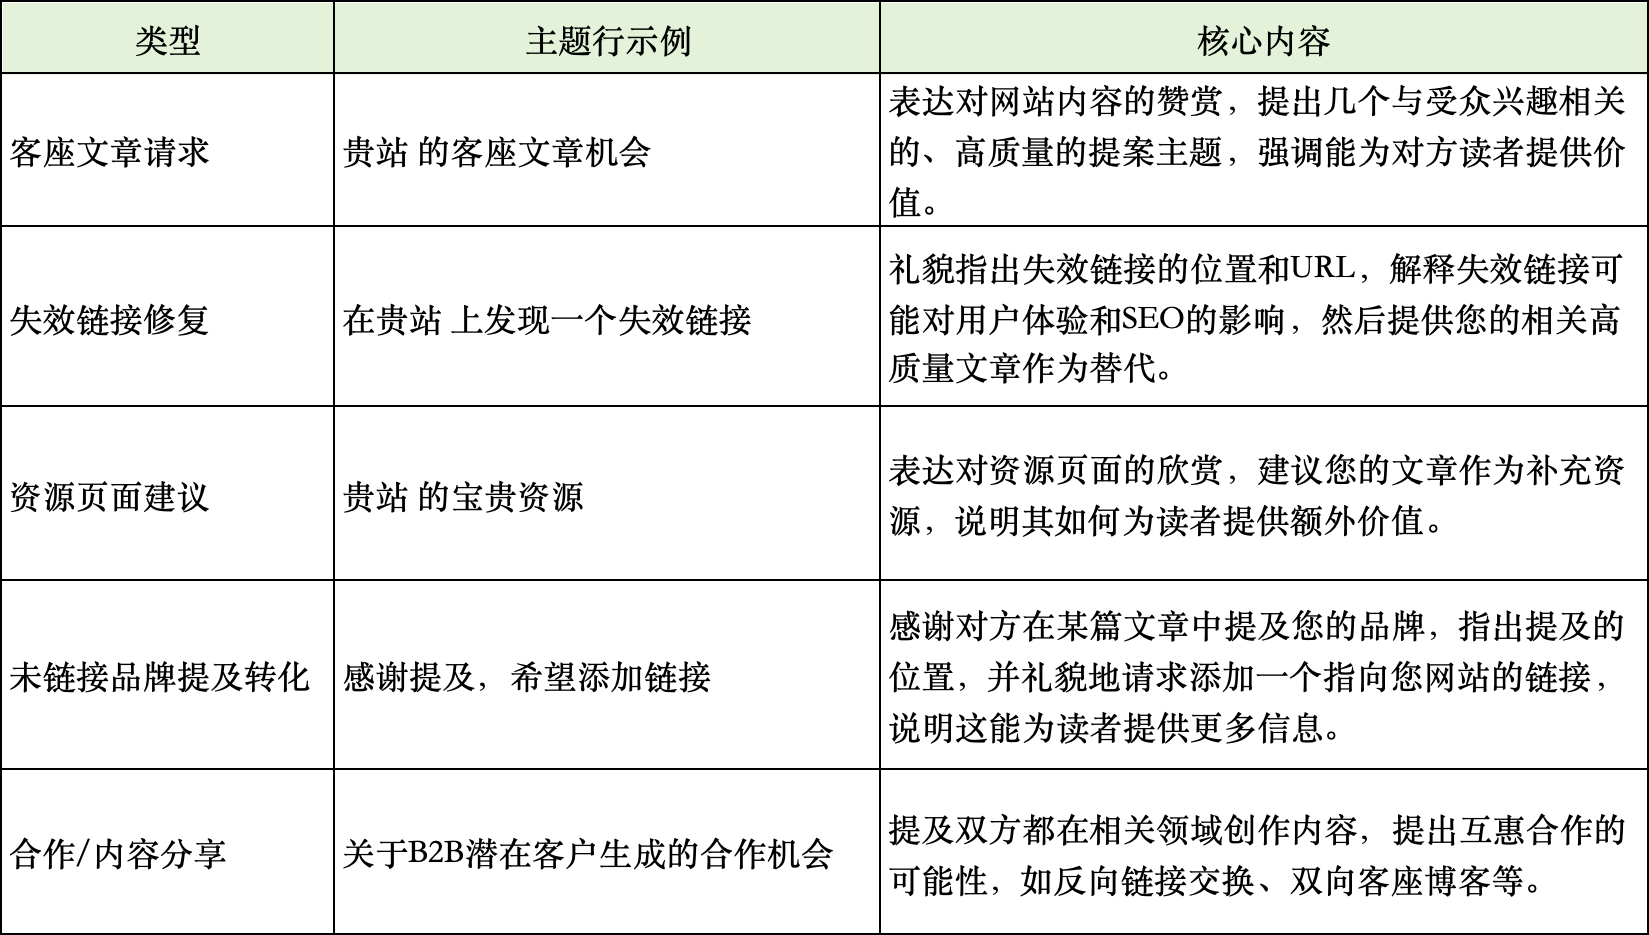 类型
主题行示例
核心内容
客座文章请求
贵站 的客座文章机会
表达对网站内容的赞赏，提出几个与受众兴趣相关
的、高质量的提案主题，强调能为对方读者提供价
值。
失效链接修复
在贵站 上发现一个失效链接
礼貌指出失效链接的位置和URL，解释失效链接可
能对用户体验和SEO的影响，然后提供您的相关高
质量文章作为替代。
资源页面建议
贵站 的宝贵资源
表达对资源页面的欣赏，建议您的文章作为补充资
源，说明其如何为读者提供额外价值。
未链接品牌提及转化
感谢提及，希望添加链接
感谢对方在某篇文章中提及您的品牌，指出提及的
位置，并礼貌地请求添加一个指向您网站的链接，
说明这能为读者提供更多信息。
合作/内容分享
关于B2B潜在客户生成的合作机会
提及双方都在相关领域创作内容，提出互惠合作的
可能性，如反向链接交换、双向客座博客等。